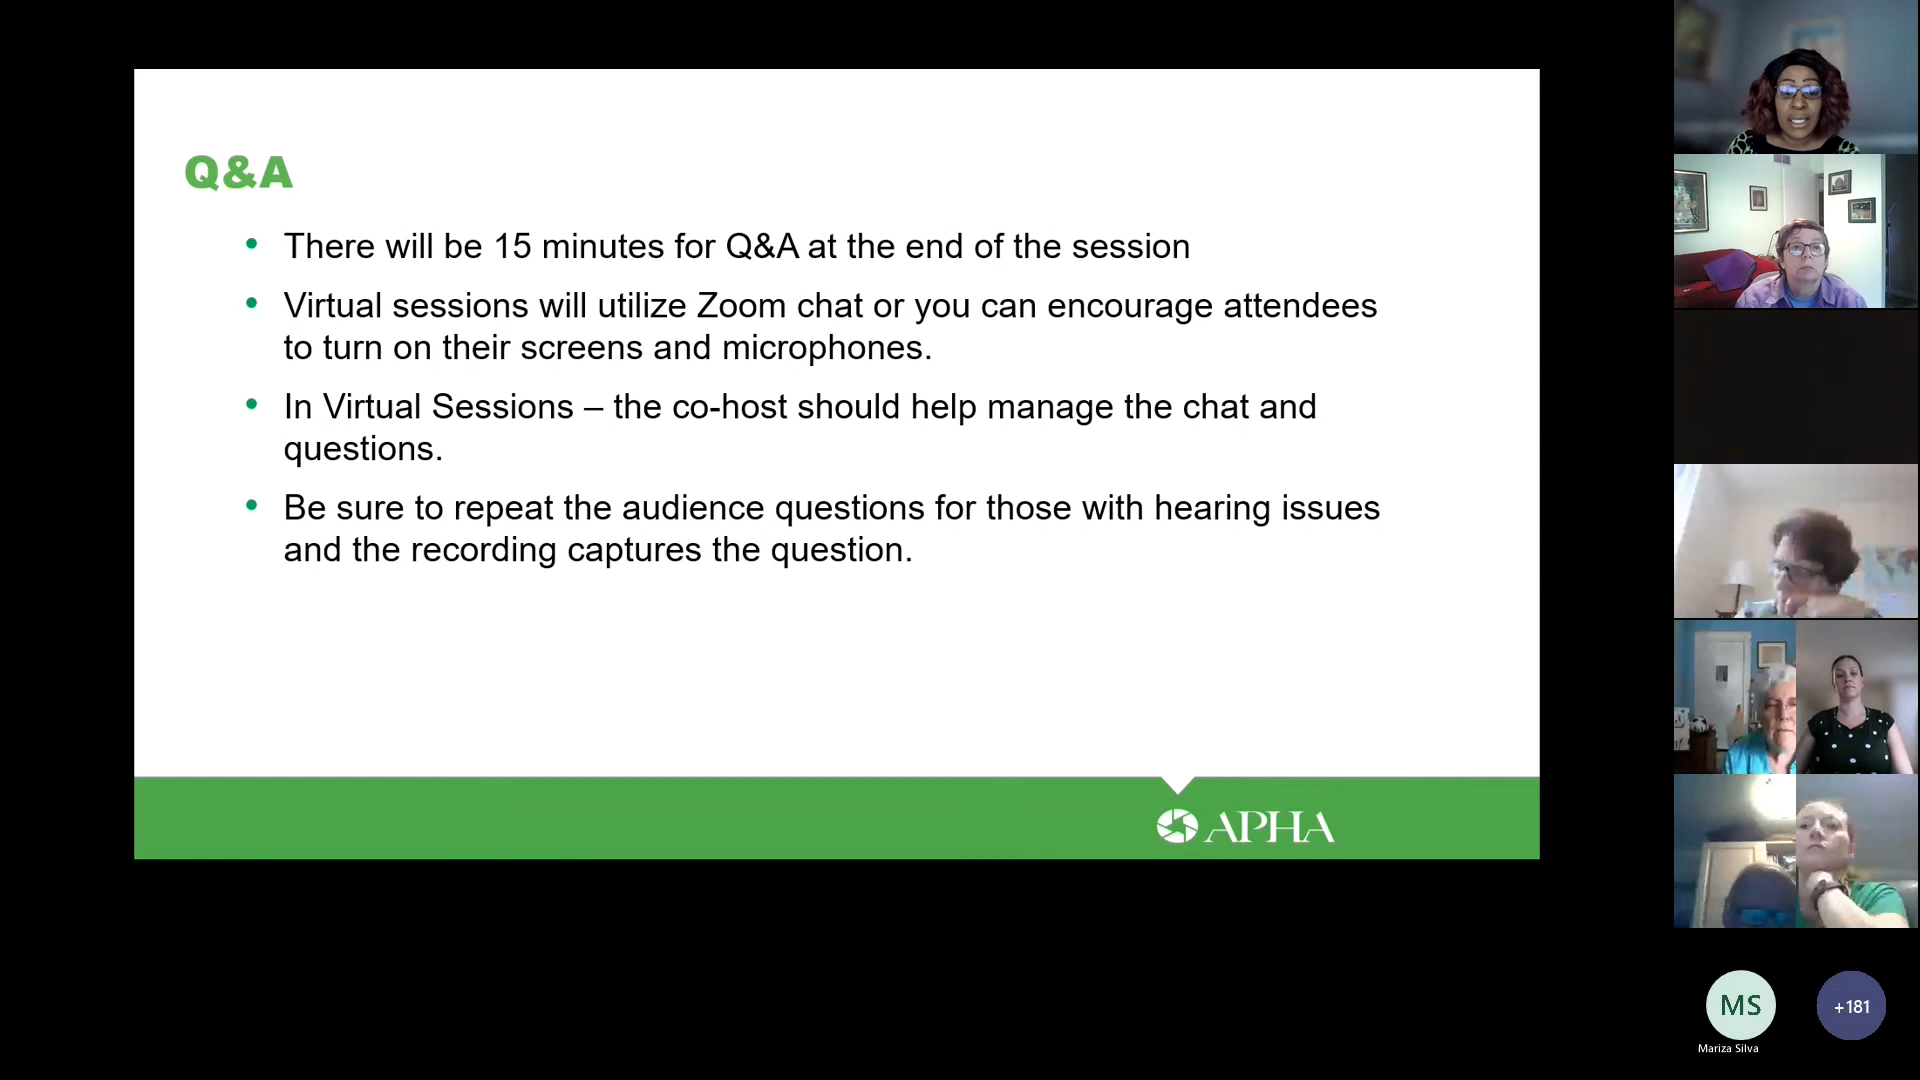 Q&A
• There will be 15 minutes for Q&A at the end of the session
• Virtual sessions will utilize Zoom chat or you can encourage attendees
to turn on their screens and microphones.
• In Virtual Sessions – the co-host should help manage the chat and
questions.
• Be sure to repeat the audience questions for those with hearing issues
and the recording captures the question.
APHA
MS
+181
Mariza Silva